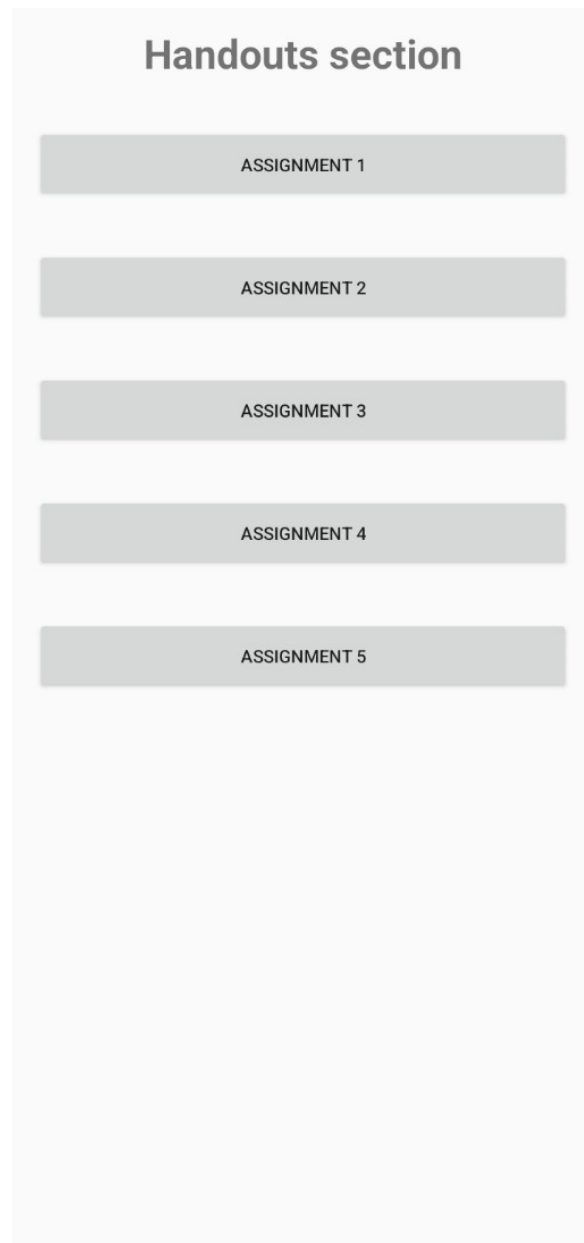 Handouts section
ASSIGNMENT 1
ASSIGNMENT 2
ASSIGNMENT 3
ASSIGNMENT 4
ASSIGNMENT 5